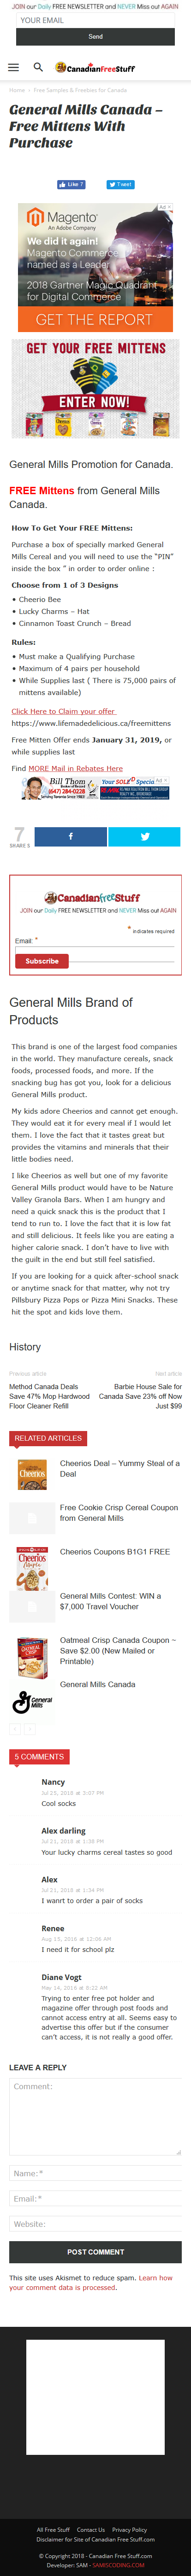 JOIN our Daily FREE NEWSLETTER and NEVER Miss out AGAIN
YOUR EMAIL
Send
CanadianFreeStuff
Home › Free Samples & Freebies for Canada
General Mills Canada –
Free Mittens With
Purchase
Like 7
Tweet
Ad
Magento
We did it again!
Magento Commerce
named as a Leader
2018 Gartner Magic Quadrant
for Digital Commerce
GET THE REPORT
GET YOUR FREE MITTENS
ENTER NOW!
General Mills Promotion for Canada.
FREE Mittens from General Mills
Canada.
How To Get Your FREE Mittens:
Purchase a box of specially marked General
Mills Cereal and you will need to use the "PIN"
inside the box " in order to order online :
Choose from 1 of 3 Designs
• Cheerio Bee
• Lucky Charms – Hat
• Cinnamon Toast Crunch – Bread
Rules:
• Must make a Qualifying Purchase
• Maximum of 4 pairs per household
• While Supplies last ( There is 75,000 pairs of
mittens available)
Click Here to Claim your offer
https://www.lifemadedelicious.ca/freemittens
Free Mitten Offer ends January 31, 2019, or
while supplies last
Find MORE Mail in Rebates Here
Bill Thom
(647) 284-0228
Your SOLD Specialist
Ad
7
SHARES
CanadianFreeStuff
JOIN our Daily FREE NEWSLETTER and NEVER Miss out AGAIN
* indicates required
Email: *
Subscribe
General Mills Brand of
Products
This brand is one of the largest food companies
in the world. They manufacture cereals, snack
foods, processed foods, and more. If the
snacking bug has got you, look for a delicious
General Mills product.
My kids adore Cheerios and cannot get enough.
They would eat it for every meal if I would let
them. I love the fact that it tastes great but
provides the vitamins and minerals that their
little bodies need.
I like Cheerios as well but one of my favorite
General Mills product would have to be Nature
Valley Granola Bars. When I am hungry and
need a quick snack this is the product that I
tend to run to. I love the fact that it is low fat
and still delicious. It feels like you are eating a
higher calorie snack. I don't have to live with
the guilt in the end but still feel satisfied.
If you are looking for a quick after-school snack
or anytime snack for that matter, why not try
Pillsbury Pizza Pops or Pizza Mini Snacks. These
hit the spot and kids love them.
History
Previous article
Next article
Method Canada Deals
Save 47% Mop Hardwood
Floor Cleaner Refill
Barbie House Sale for
Canada Save 23% off Now
Just $99
RELATED ARTICLES
Cheerios
Cheerios Deal – Yummy Steal of a
Deal
Free Cookie Crisp Cereal Coupon
from General Mills
Cheerios
Cheerios Coupons B1G1 FREE
General Mills Contest: WIN a
$7,000 Travel Voucher
Oatmeal Crisp Canada Coupon ~
Save $2.00 (New Mailed or
Printable)
General Mills
General Mills Canada
5 COMMENTS
Nancy
Jul 25, 2018 at 3:07 PM
Cool socks
Alex darling
Jul 21, 2018 at 1:38 PM
Your lucky charms cereal tastes so good
Alex
Jul 21, 2018 at 1:34 PM
I wanrt to order a pair of socks
Renee
Aug 13, 2016 at 12:06 AM
I need it for school plz
Diane Vogt
May 14, 2016 at 8:22 AM
Trying to enter free pot holder and
magazine offer through post foods and
cannot access entry at all. Seems easy to
advertise this offer but if the consumer
can't access, it is not really a good offer.
LEAVE A REPLY
Comment:
Name:*
Email:*
Website:
POST COMMENT
This site uses Akismet to reduce spam. Learn how
your comment data is processed.
All Free Stuff Contact Us Privacy Policy
Disclaimer for Site of Canadian Free Stuff.com
© Copyright 2018 - Canadian Free Stuff.com
Developer: SAM - SAMISCODING.COM